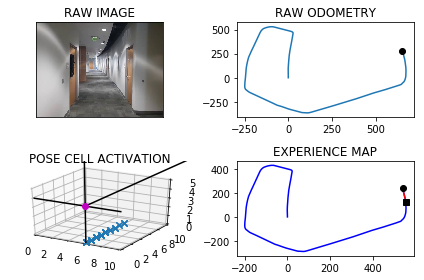 RAW IMAGE
RAW ODOMETRY
500
250
0
−250
−250 0 250 500
POSE CELL ACTIVATION
5
4
3
2
1
0
0 2 4 6 8 10
0 2 4 6 8 10
EXPERIENCE MAP
400
200
0
−200
−200 0 200 400